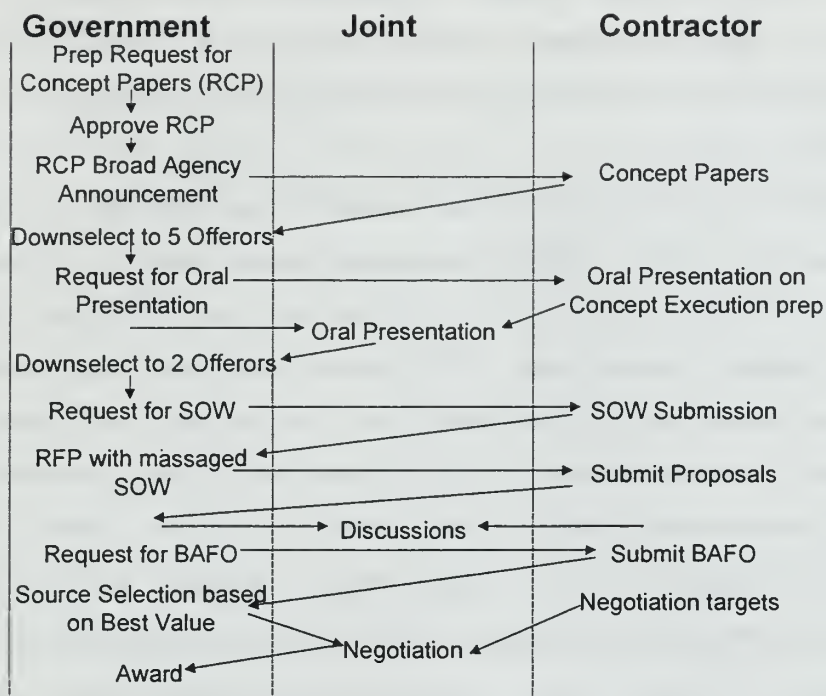 Government Joint Contractor
Prep Request for
Concept Papers (RCP)
Approve RCP
RCP Broad Agency
Announcement
Concept Papers
Downselect to 5 Offerors
Request for Oral
Presentation
Oral Presentation on
Concept Execution prep
Oral Presentation
Downselect to 2 Offerors
Request for SOW
SOW Submission
RFP with massaged
SOW
Submit Proposals
Discussions
Request for BAFO
Submit BAFO
Source Selection based
on Best Value
Negotiation targets
Negotiation
Award